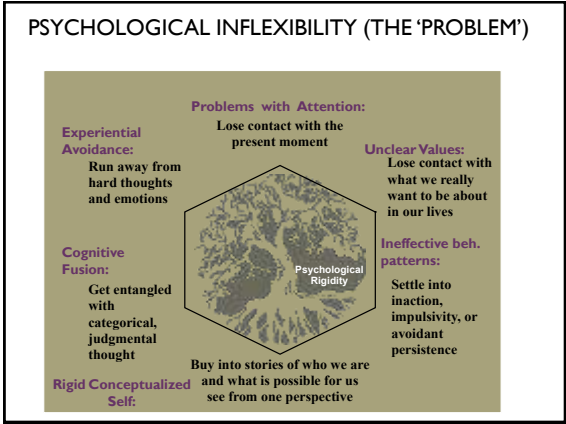 PSYCHOLOGICAL INFLEXIBILITY (THE ‘PROBLEM’)
Problems with Attention:
Lose contact with the
present moment
Experiential
Avoidance:
Run away from
hard thoughts
and emotions
Unclear Values:
Lose contact with
what we really
want to be about
in our lives
Cognitive
Fusion:
Get entangled
with
categorical,
judgmental
thought
Psychological
Rigidity
Ineffective beh.
patterns:
Settle into
inaction,
impulsivity, or
avoidant
persistence
Rigid Conceptualized
Self:
Buy into stories of who we are
and what is possible for us
see from one perspective